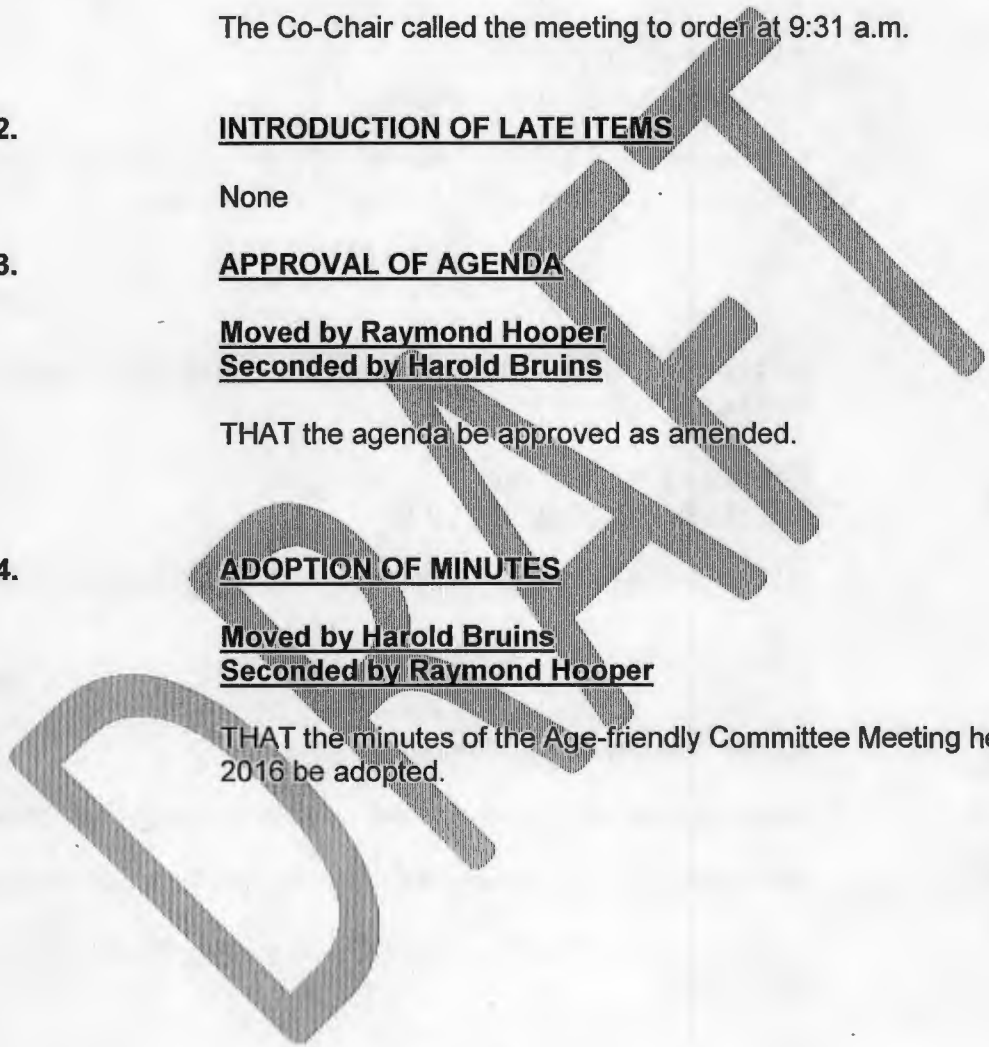 The Co-Chair called the meeting to order at 9:31 a.m.
2. INTRODUCTION OF LATE ITEMS
None
3. APPROVAL OF AGENDA
Moved by Raymond Hooper
Seconded by Harold Bruins
THAT the agenda be approved as amended.
4. ADOPTION OF MINUTES
Moved by Harold Bruins
Seconded by Raymond Hooper
THAT the minutes of the Age-friendly Committee Meeting
2016 be adopted.
DRAFT